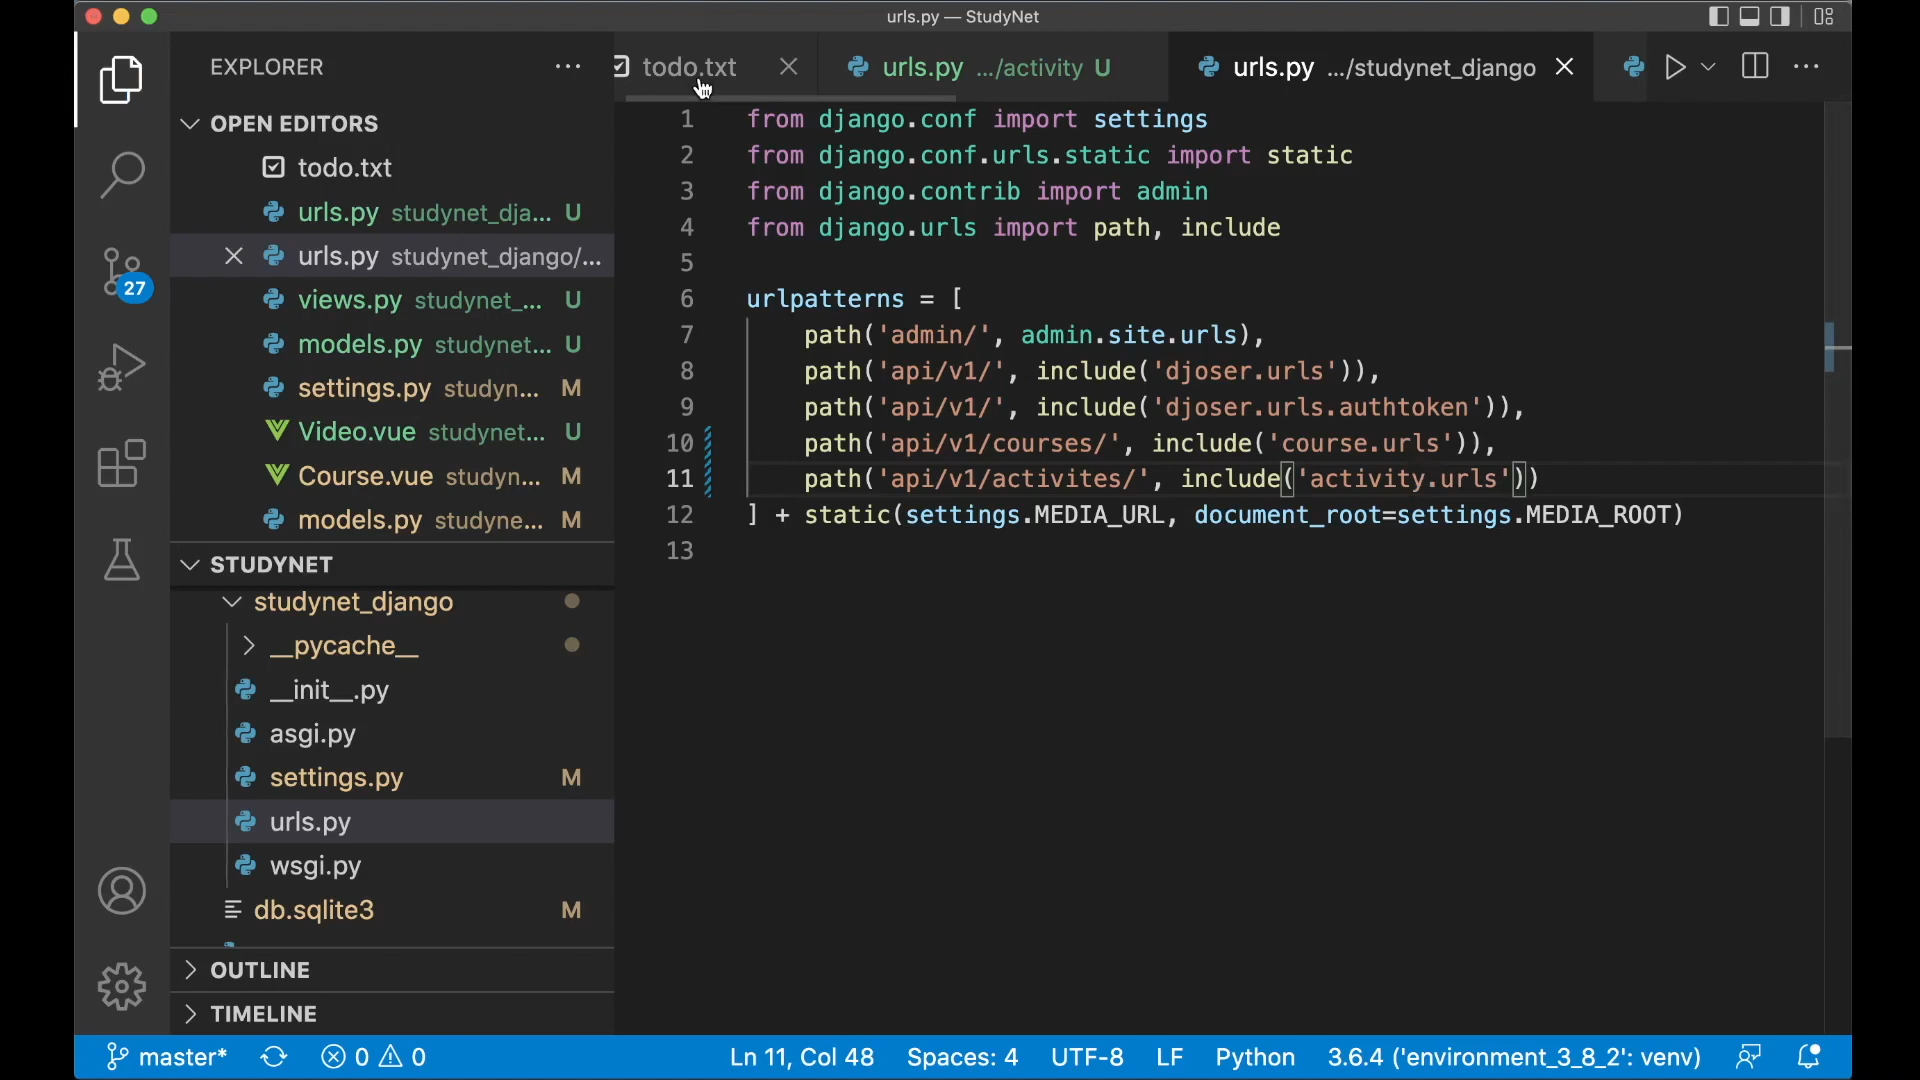 urls.py — StudyNet
EXPLORER
OPEN EDITORS
todo.txt
urls.py studynet_dja... U
urls.py studynet_django/...
views.py studynet_... U
models.py studynet... U
settings.py studyn... M
Video.vue studynet... U
Course.vue studyn... M
models.py studyne... M
STUDYNET
studynet_django
__pycache__
__init__.py
asgi.py
settings.py M
urls.py
wsgi.py
db.sqlite3 M
OUTLINE
TIMELINE
27
todo.txt
urls.py .../activity U
urls.py .../studynet_django
1 from django.conf import settings
2 from django.conf.urls.static import static
3 from django.contrib import admin
4 from django.urls import path, include
5
6 urlpatterns = [
7 path('admin/', admin.site.urls),
8 path('api/v1/', include('djoser.urls')),
9 path('api/v1/', include('djoser.urls.authtoken')),
10 path('api/v1/courses/', include('course.urls')),
11 path('api/v1/activites/', include('activity.urls'))
12 ] + static(settings.MEDIA_URL, document_root=settings.MEDIA_ROOT)
13
master* 0 0 Ln 11, Col 48 Spaces: 4 UTF-8 LF Python 3.6.4 ('environment_3_8_2': venv)